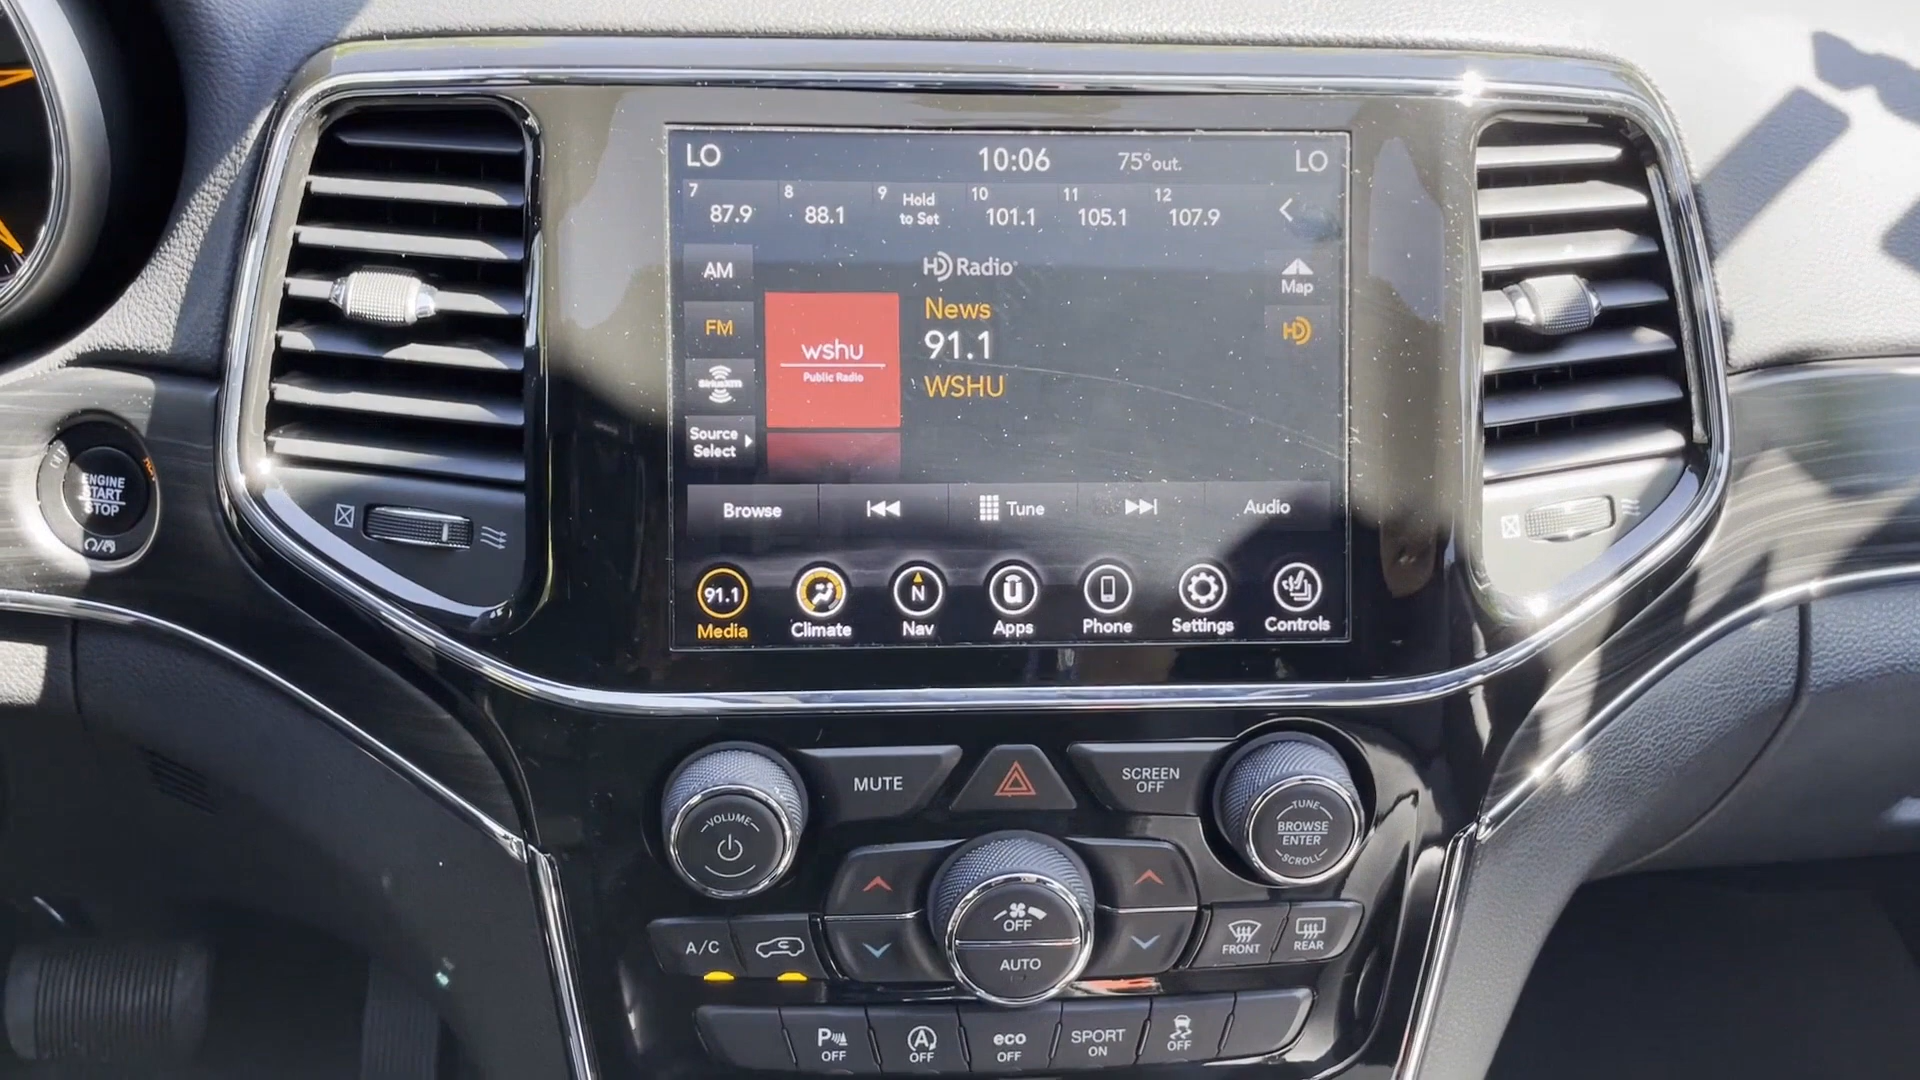 LO 10:06 75°out. LO
7 87.9 8 88.1 9 Hold to Set 10 101.1 11 105.1 12 107.9
AM
HD Radio
Map
FM
News
91.1
WSHU
HD
wshu
Public Radio
SiriusXM
Source
Select
Browse Tune Audio
91.1 N
Media Climate Nav Apps Phone Settings Controls
ENGINE
START
STOP
MUTE
SCREEN
OFF
VOLUME
TUNE
BROWSE
ENTER
SCROLL
OFF
AUTO
A/C
FRONT
REAR
P
OFF
A
OFF
eco
OFF
SPORT
ON
OFF